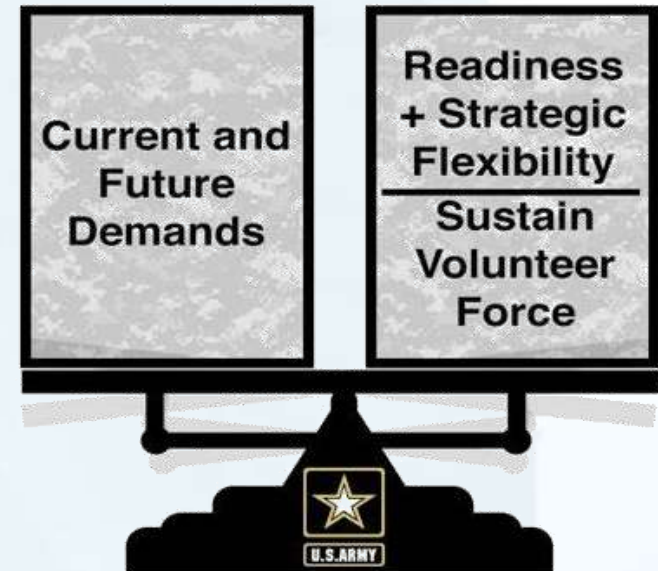 Current and
Future
Demands
Readiness
+ Strategic
Flexibility
Sustain
Volunteer
Force
U.S.ARMY